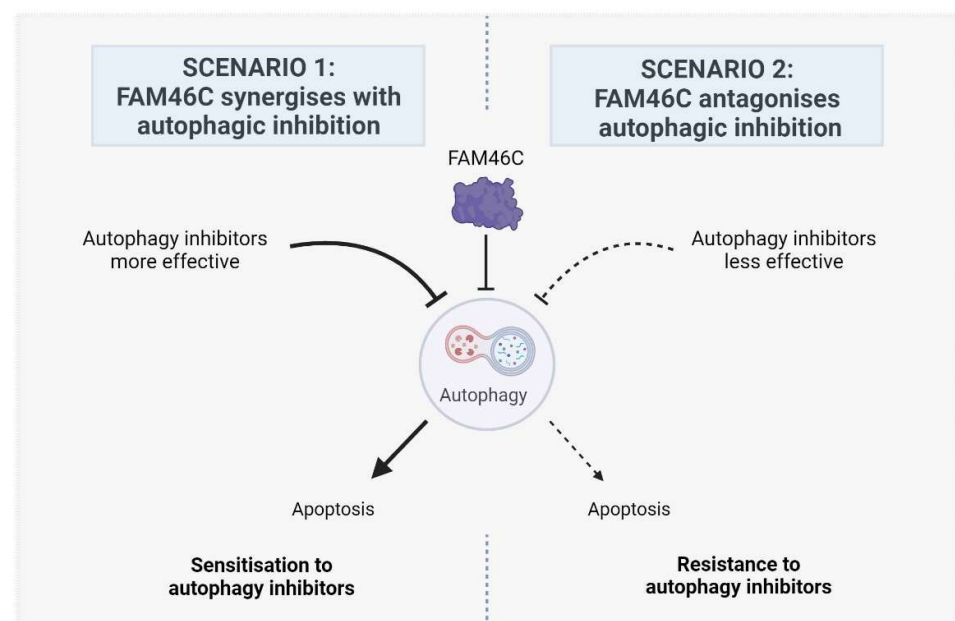 SCENARIO 1:
FAM46C synergises with
autophagic inhibition
SCENARIO 2:
FAM46C antagonises
autophagic inhibition
FAM46C
Autophagy inhibitors
more effective
Autophagy inhibitors
less effective
Autophagy
Apoptosis
Apoptosis
Sensitisation to
autophagy inhibitors
Resistance to
autophagy inhibitors